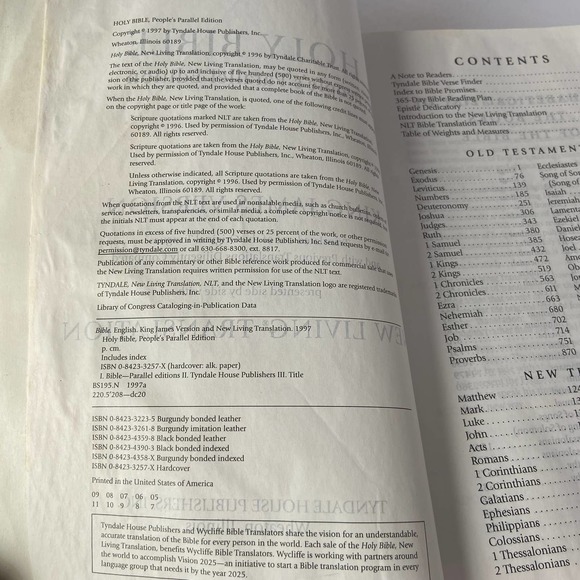 HOLY BIBLE, People's Parallel Edition
Copyright © 1997 by Tyndale House Publishers, Inc.,
Wheaton, Illinois 60189.
Holy Bible, New Living Translation, copyright © 1996 by Tyndale Charitable Trust. All rights
The text of the Holy Bible, New Living Translation, may be quoted in any form
electronic, or audio) up to and inclusive of five hundred (500) verses without express
sion of the publisher, provided that the verses quoted do not account for more than
work in which they are quoted, and provided that a complete book of the Bible is not
When the Holy Bible, New Living Translation, is quoted, one of the following credit lines must
on the copyright page or title page of the work:
Scripture quotations marked NLT are taken from the Holy Bible, New Living Translation,
copyright © 1996. Used by permission of Tyndale House Publishers, Inc., Wheaton, Illinois
60189. All rights reserved.
Scripture quotations are taken from the Holy Bible, New Living Translation,
Used by permission of Tyndale House Publishers, Inc., Wheaton, Illinois 60189. All rights
reserved.
Unless otherwise indicated, all Scripture quotations are taken from the Holy Bible, New
Living Translation, copyright © 1996. Used by permission of Tyndale House Publishers, Inc.,
Wheaton, Illinois 60189. All rights reserved.
When quotations from the NLT text are used in nonsalable media, such as church bulletins, orders of
service, newsletters, transparencies, or similar media, a complete copyright notice is not required, but
the initials NLT must appear at the end of each quotation.
Quotations in excess of five hundred (500) verses or 25 percent of the work, or other permission
requests, must be approved in writing by Tyndale House Publishers, Inc. Send requests by e-mail to:
permission@tyndale.com or call 630-668-8300, ext. 8817.
Publication of any commentary or other Bible reference work produced for commercial sale that uses
the New Living Translation requires written permission for use of the NLT text.
TYNDALE, New Living Translation, NLT, and the New Living Translation logo are registered trademarks
of Tyndale House Publishers, Inc.
Library of Congress Cataloging-in-Publication Data
Bible. English. King James Version and New Living Translation. 1997
Holy Bible, People's Parallel Edition
p. cm.
Includes index
ISBN 0-8423-3257-X (hardcover: alk. paper)
I. Bible—Parallel editions II. Tyndale House Publishers III. Title
BS195.N 1997a
220.5'208—dc20
ISBN 0-8423-3223-5 Burgundy bonded leather
ISBN 0-8423-3261-8 Burgundy imitation leather
ISBN 0-8423-4359-8 Black bonded leather
ISBN 0-8423-4390-3 Black bonded indexed
ISBN 0-8423-4358-X Burgundy bonded indexed
ISBN 0-8423-3257-X Hardcover
Printed in the United States of America
09 08 07 06 05
11 10 9 8 7
Tyndale House Publishers and Wycliffe Bible Translators share the vision for an understandable,
accurate translation of the Bible for every person in the world. Each sale of the Holy Bible, New
Living Translation, benefits Wycliffe Bible Translators. Wycliffe is working with partners around
the world to accomplish Vision 2025—an initiative to start a Bible translation program in every
language group that needs it by the year 2025.
CONTENTS
A Note to Readers
Tyndale Bible Verse Finder
Index to Bible Promises
365-Day Bible Reading Plan
Epistle Dedicatory
Introduction to the New Living Translation
NLT Bible Translation Team
Table of Weights and Measures
OLD TESTAMENT
Genesis 1
Exodus 76
Leviticus 139
Numbers 185
Deuteronomy 251
Joshua 306
Judges 343
Ruth 380
1 Samuel 385
2 Samuel 432
1 Kings 472
2 Kings 519
1 Chronicles 563
2 Chronicles 611
Ezra 663
Nehemiah 680
Esther 702
Job 714
Psalms 751
Proverbs 870
Ecclesiastes
Song of Son
(Song of
Isaiah
Jeremiah
Lamenta
Ezekiel
Daniel
Hosea
Joel
Amos
Ob
Jo
M
NEW T
Matthew 124
Mark 13
Luke
John
Acts
Romans
1 Corinthians
2 Corinthians
Galatians
Ephesians
Philippians
Colossians
1 Thessalonians
2 Thessalonians